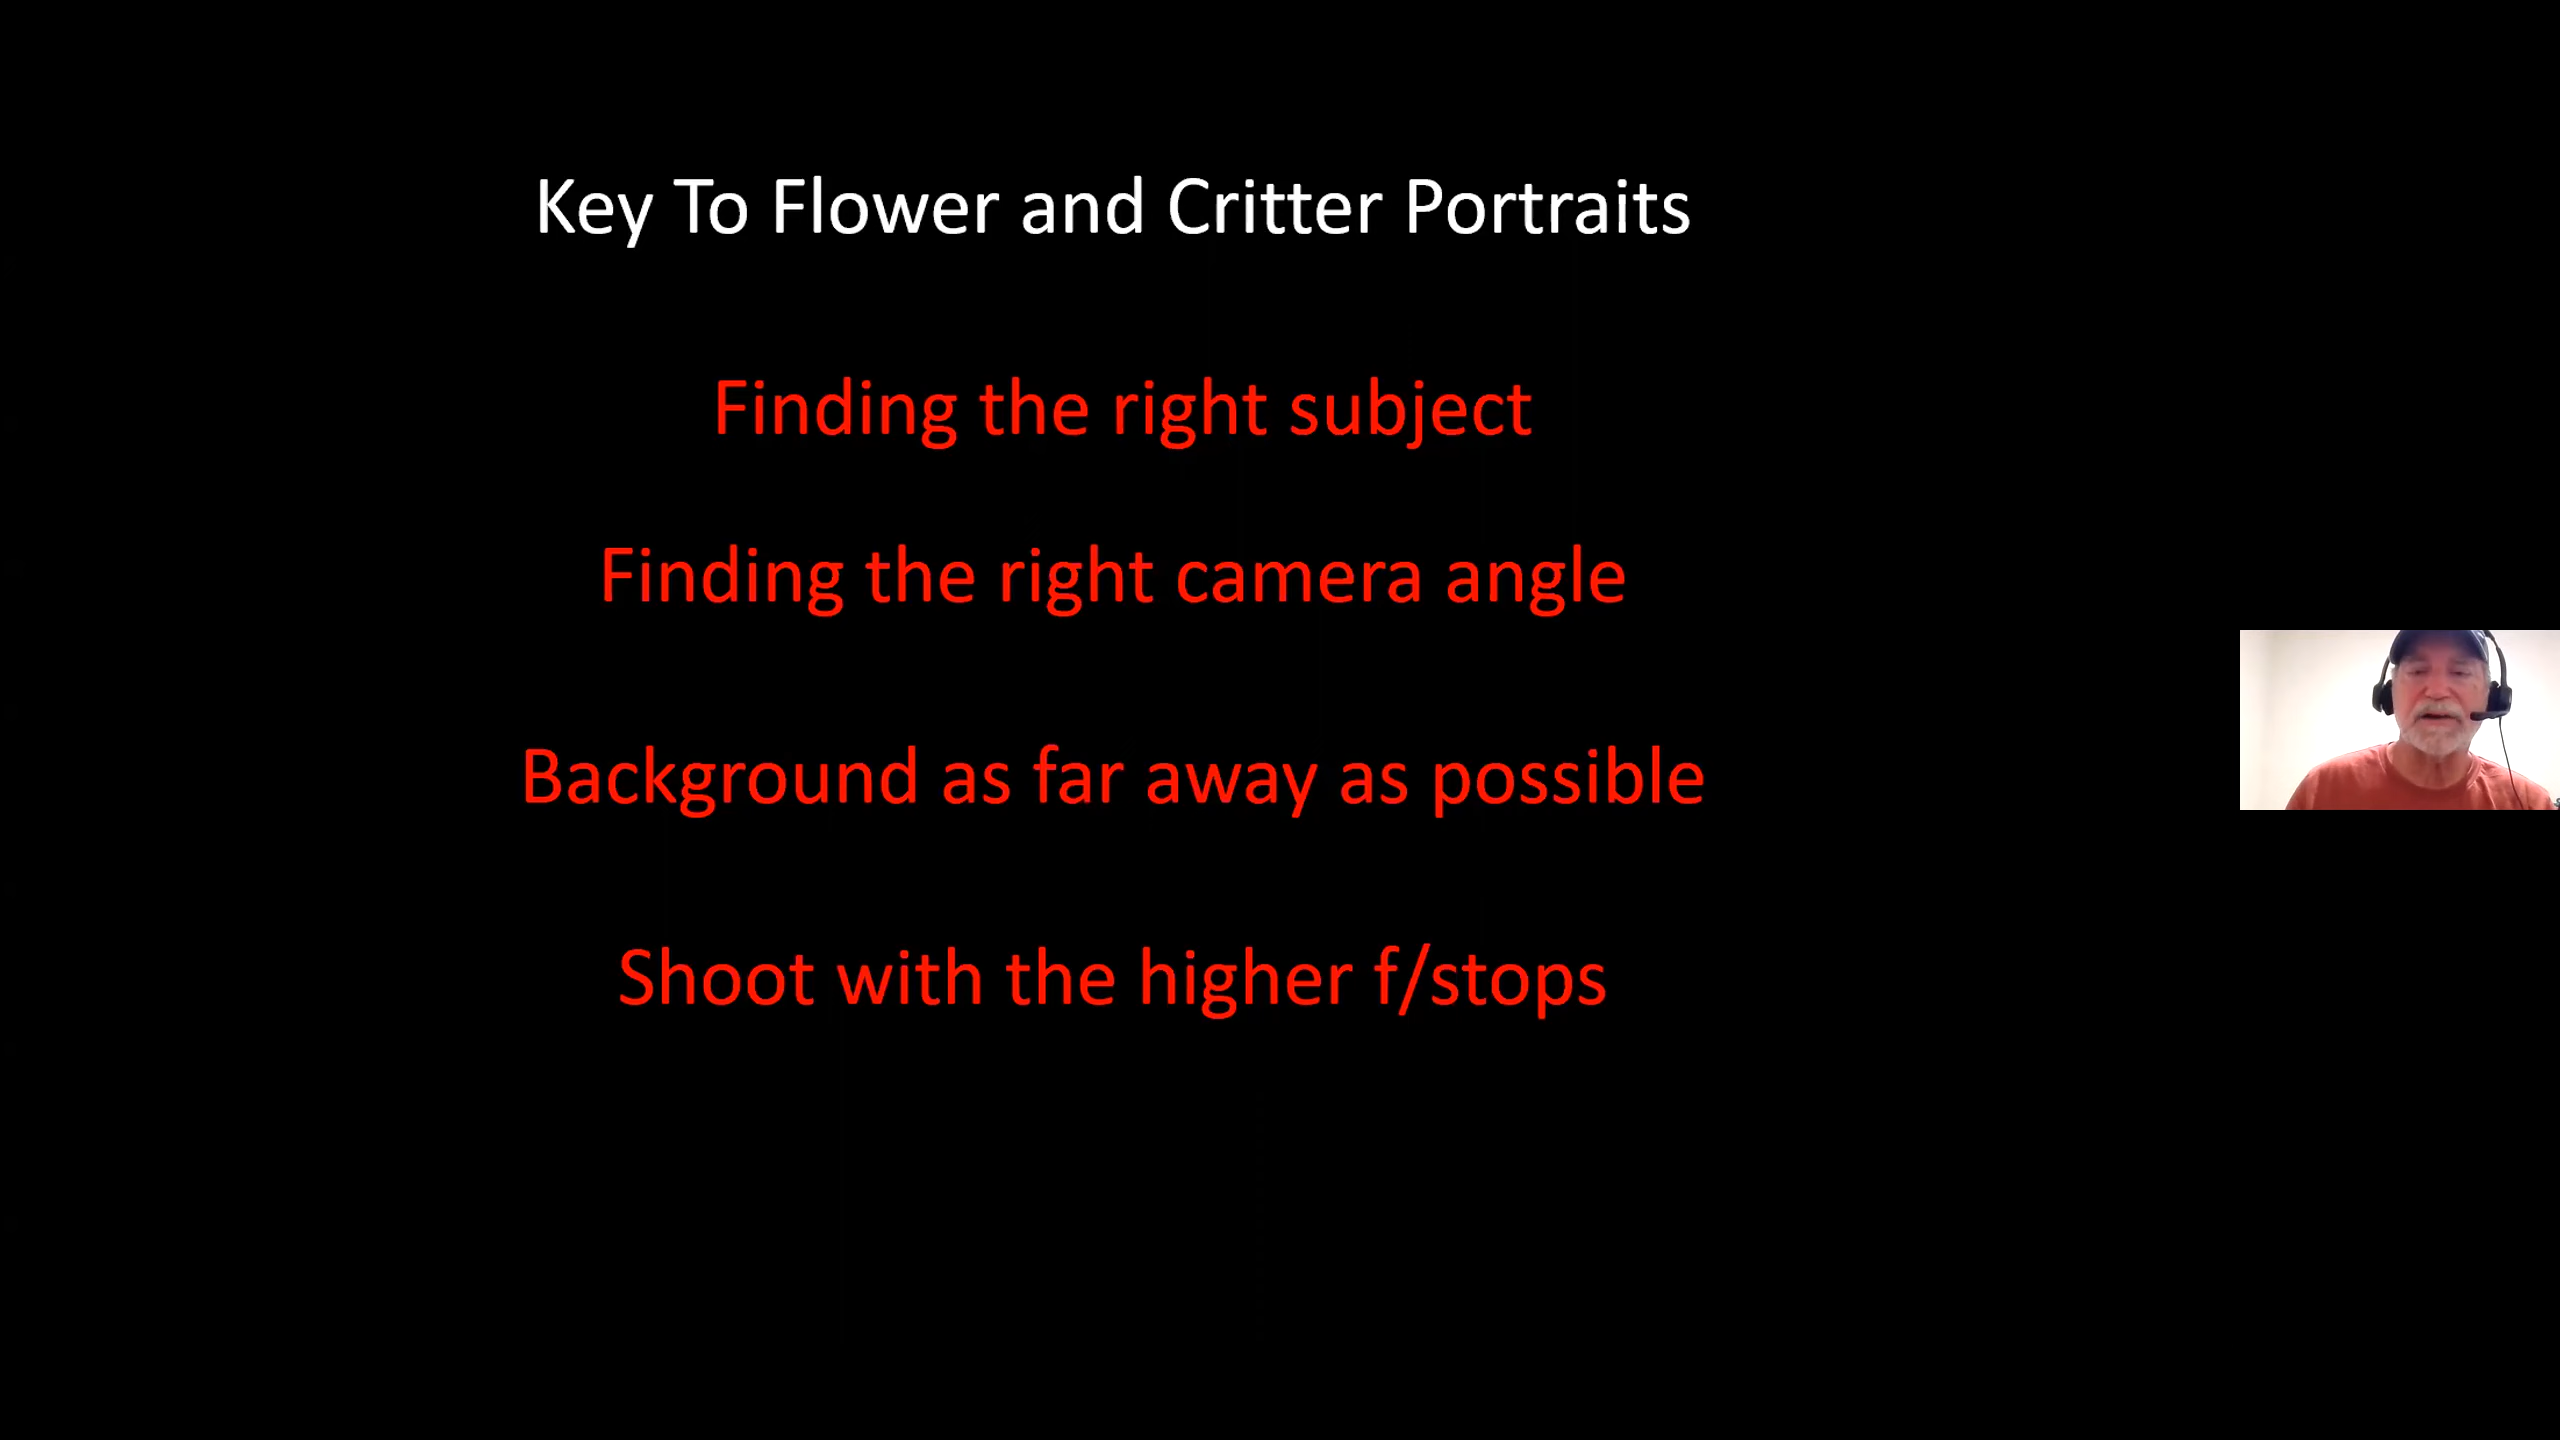 Key To Flower and Critter Portraits
Finding the right subject
Finding the right camera angle
Background as far away as possible
Shoot with the higher f/stops